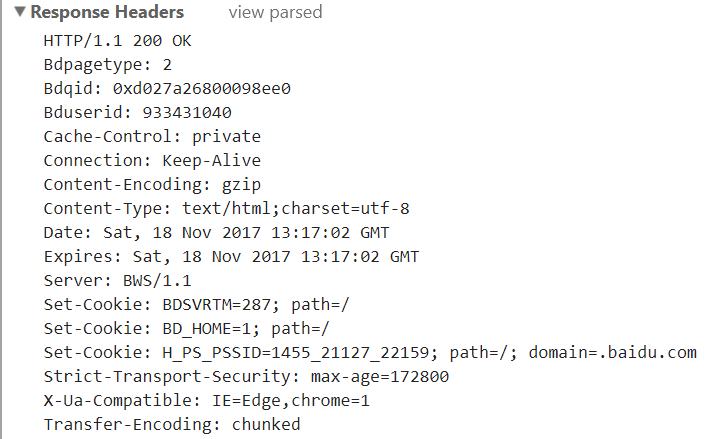 Response Headers view parsed
HTTP/1.1 200 OK
Bdpagetype: 2
Bdqid: 0xd027a26800098ee0
Bduserid: 933431040
Cache-Control: private
Connection: Keep-Alive
Content-Encoding: gzip
Content-Type: text/html;charset=utf-8
Date: Sat, 18 Nov 2017 13:17:02 GMT
Expires: Sat, 18 Nov 2017 13:17:02 GMT
Server: BWS/1.1
Set-Cookie: BDSVRTM=287; path=/
Set-Cookie: BD_HOME=1; path=/
Set-Cookie: H_PS_PSSID=1455_21127_22159; path=/; domain=.baidu.com
Strict-Transport-Security: max-age=172800
X-Ua-Compatible: IE=Edge,chrome=1
Transfer-Encoding: chunked